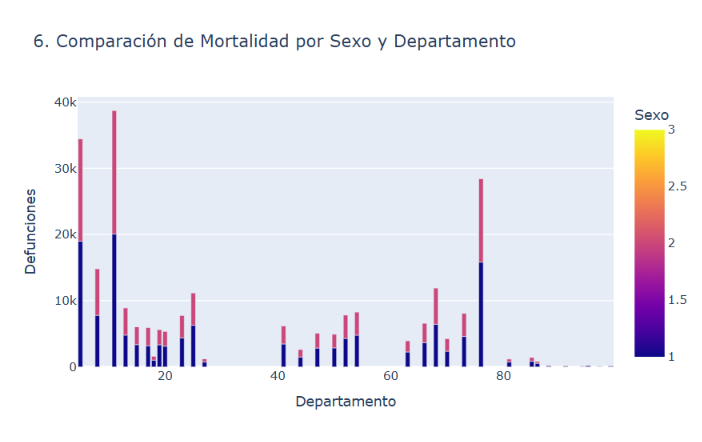 6. Comparación de Mortalidad por Sexo y Departamento
Sexo
40k
30k
20k
10k
0
Defunciones
20
40
60
80
Departamento
3
2.5
2
1.5
1